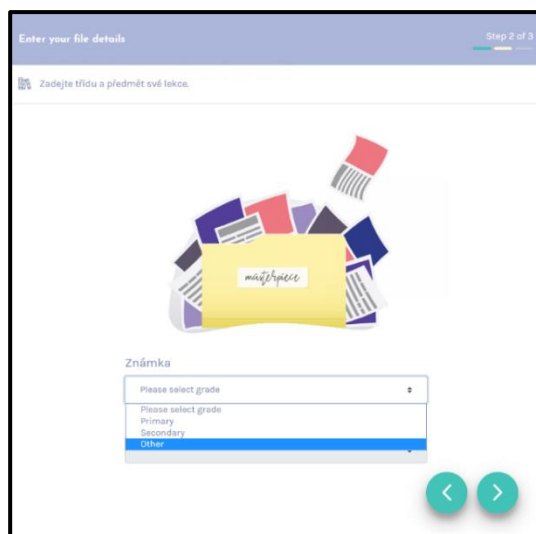 Enter your file details
Step 2 of 3
Zadejte třídu a předmět své lekce.
masterpiece
Známka
Please select grade
Please select grade
Primary
Secondary
Other